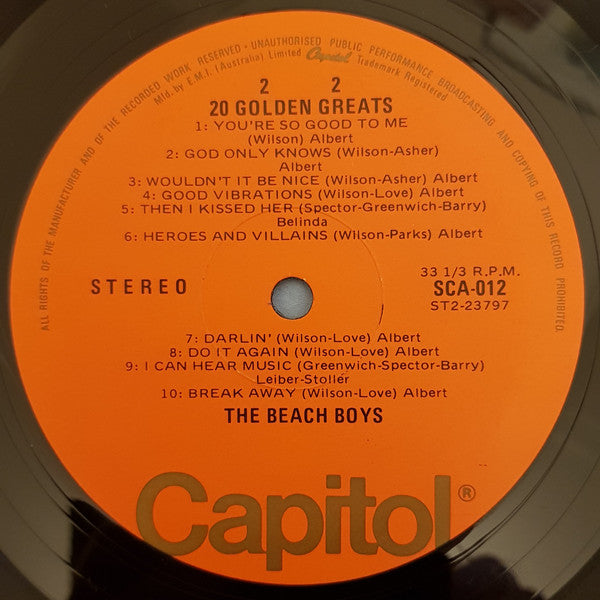 ALL RIGHTS OF THE MANUFACTURER AND OF THE RECORDED WORK RESERVED · UNAUTHORISED PUBLIC PERFORMANCE BROADCASTING AND COPYING OF THIS RECORD PROHIBITED.
Mfd. by E.M.I. (Australia) Limited Capitol Trademark Registered
2 2
20 GOLDEN GREATS
1: YOU'RE SO GOOD TO ME
(Wilson) Albert
2: GOD ONLY KNOWS (Wilson-Asher)
Albert
3: WOULDN'T IT BE NICE (Wilson-Asher) Albert
4: GOOD VIBRATIONS (Wilson-Love) Albert
5: THEN I KISSED HER (Spector-Greenwich-Barry)
Belinda
6: HEROES AND VILLAINS (Wilson-Parks) Albert
STEREO
33 1/3 R.P.M.
SCA-012
ST2-23797
7: DARLIN' (Wilson-Love) Albert
8: DO IT AGAIN (Wilson-Love) Albert
9: I CAN HEAR MUSIC (Greenwich-Spector-Barry)
Leiber-Stoller
10: BREAK AWAY (Wilson-Love) Albert
THE BEACH BOYS
Capitol®